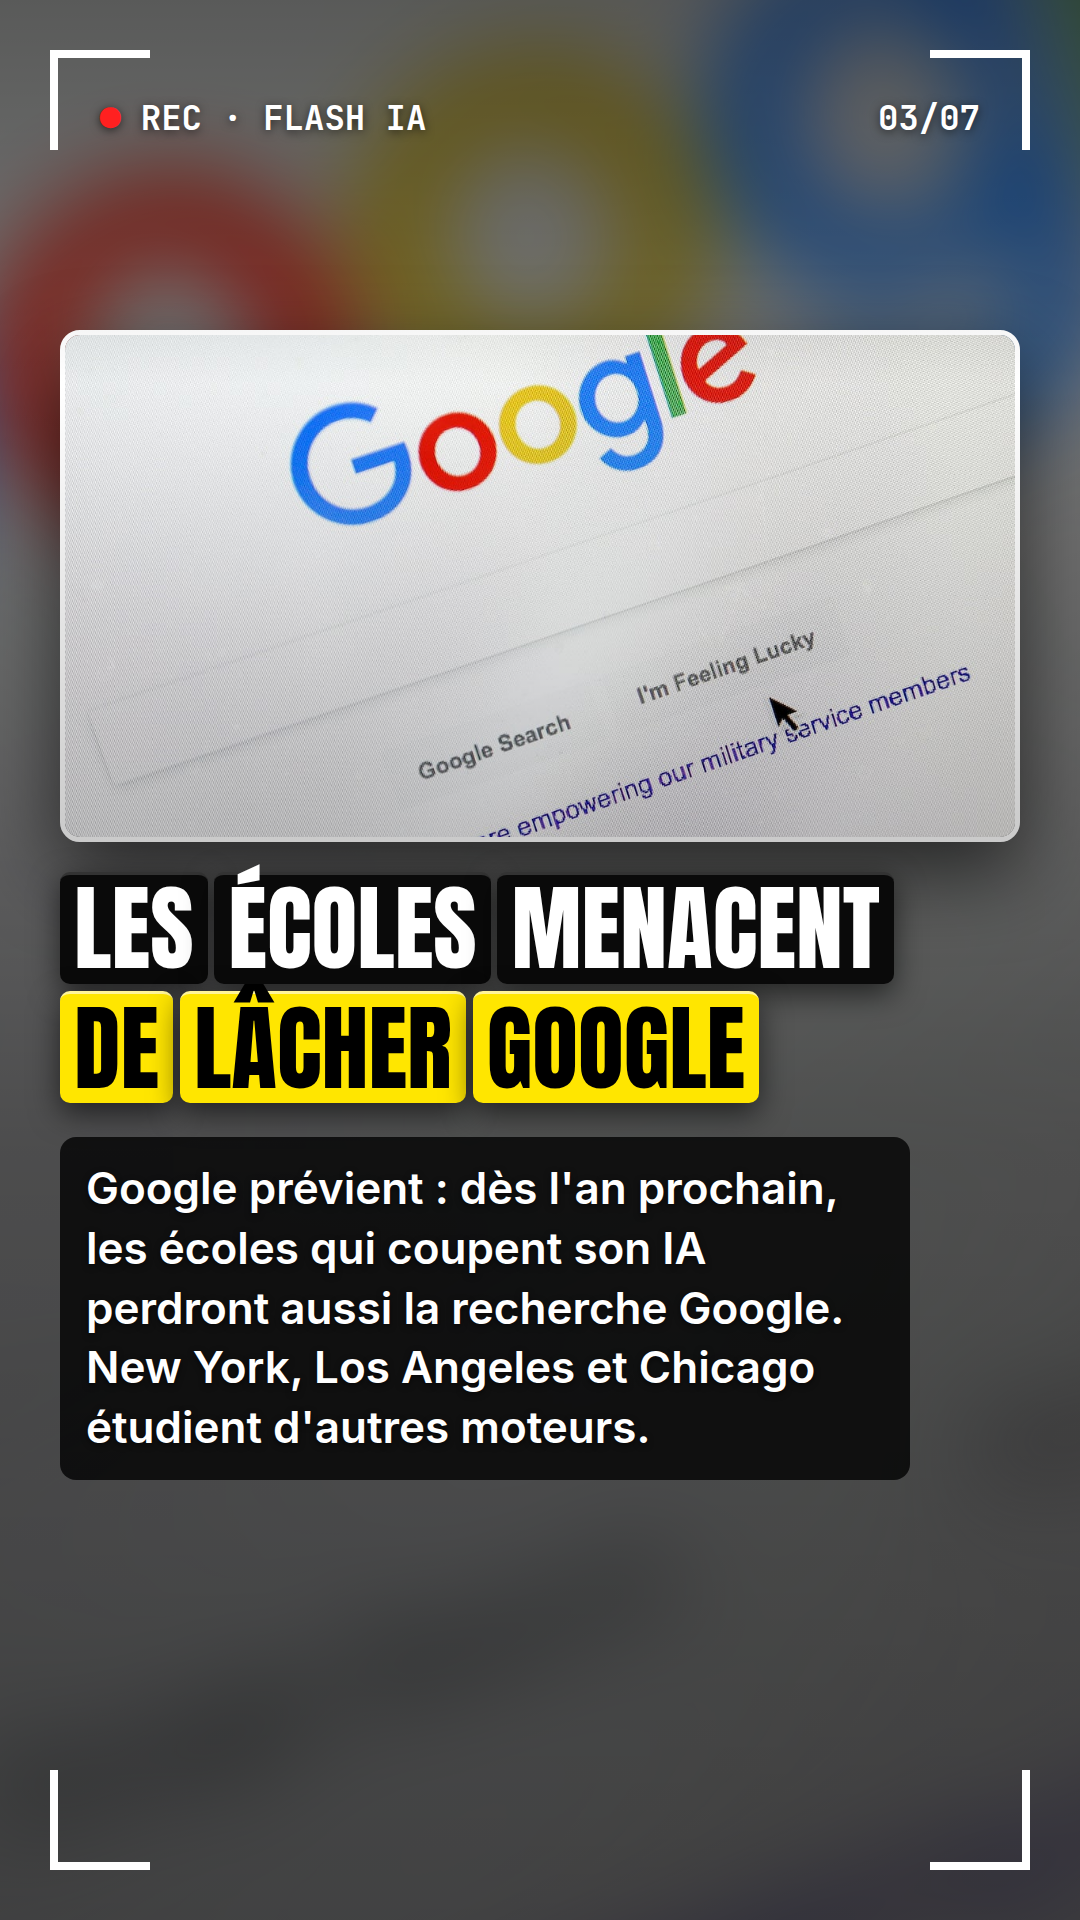 REC · FLASH IA
03/07
Google
Google Search
I'm Feeling Lucky
empowering our military service members
LES ÉCOLES MENACENT
DE LÂCHER GOOGLE
Google prévient : dès l'an prochain,
les écoles qui coupent son IA
perdront aussi la recherche Google.
New York, Los Angeles et Chicago
étudient d'autres moteurs.